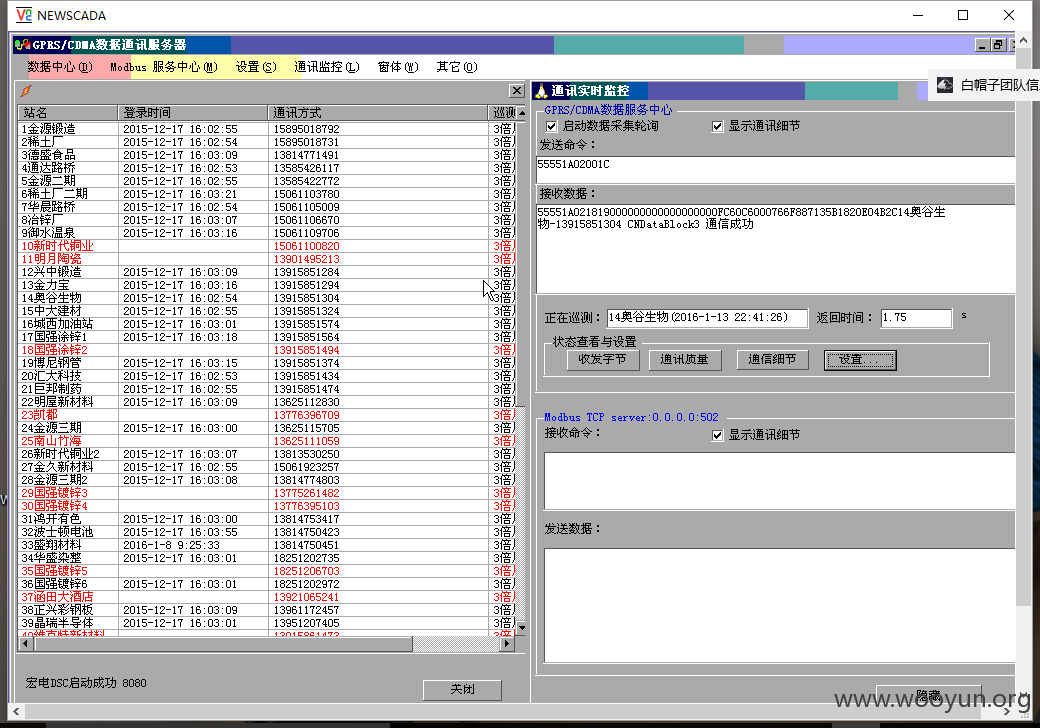 NEWSCADA
GPRS/CDMA数据通讯服务器
数据中心(D) Modbus 服务中心(M) 设置(S) 通讯监控(L) 窗体(W) 其它(O)
白帽子团队信
站名 登录时间 通讯方式 巡测
1金源锻造 2015-12-17 16:02:55 15895018792 3倍
2稀土厂 2015-12-17 16:02:54 15895018731 3倍
3德盛食品 2015-12-17 16:03:09 13814771491 3倍
4通达路桥 2015-12-17 16:02:53 13585426117 3倍
5金源二期 2015-12-17 16:02:55 13585422772 3倍
6稀土厂二期 2015-12-17 16:03:21 15061103780 3倍
7华晨路桥 2015-12-17 16:02:54 15061105009 3倍
8冶锌厂 2015-12-17 16:03:07 15061106670 3倍
9御水温泉 2015-12-17 16:03:16 15061109706 3倍
10新时代铜业 15061100820 3倍
11明月陶瓷 13901495213 3倍
12兴中锻造 2015-12-17 16:03:09 13915851284 3倍
13金力宝 2015-12-17 16:03:16 13915851294 3倍
14奥谷生物 2015-12-17 16:02:54 13915851304 3倍
15中大建材 2015-12-17 16:02:55 13915851324 3倍
16城西加油站 2015-12-17 16:03:01 13915851574 3倍
17国强涂锌1 2015-12-17 16:03:18 13915851564 3倍
18国强涂锌2 13915851494 3倍
19博尼钢管 2015-12-17 16:03:15 13915851374 3倍
20汇大科技 2015-12-17 16:02:53 13915851434 3倍
21巨邦制药 2015-12-17 16:02:55 13915851474 3倍
22明屋新材料 2015-12-17 16:03:09 13625112830 3倍
23凯都 13776396709 3倍
24金源三期 2015-12-17 16:03:00 13625115705 3倍
25南山竹海 13625111059 3倍
26新时代铜业2 2015-12-17 16:03:07 13813530250 3倍
27金久新材料 2015-12-17 16:02:55 15061923257 3倍
28金源三期2 2015-12-17 16:03:08 13814774803 3倍
29国强镀锌3 13775261482 3倍
30国强镀锌4 13776395103 3倍
31鸿开有色 2015-12-17 16:03:00 13814753417 3倍
32波士顿电池 2015-12-17 16:03:55 13814750423 3倍
33盛翔材料 2016-1-8 9:25:33 13814750451 3倍
34华盛染整 2015-12-17 16:03:01 18251202735 3倍
35国强镀锌5 18251206703 3倍
36国强镀锌6 2015-12-17 16:03:01 18251202972 3倍
37涵田大酒店 13921065241 3倍
38正兴彩钢板 2015-12-17 16:03:09 13961172457 3倍
39晶瑞半导体 2015-12-17 16:03:01 13951207405 3倍
40维克特新材料 13915861473 3倍
宏电DSC启动成功 8080
关闭
通讯实时监控
GPRS/CDMA数据服务中心
启动数据采集轮询 显示通讯细节
发送命令：
55551A02001C
接收数据：
55551A0218190000000000000000000FC60C6000766F887135B1820E04B2C14奥谷生
物-13915851304 CNDataBlock3 通信成功
正在巡测： 14奥谷生物(2016-1-13 22:41:26) 返回时间： 1.75 s
状态查看与设置
收发字节 通讯质量 通信细节 设置...
Modbus TCP server:0.0.0.0:502
接收命令： 显示通讯细节
发送数据：
隐藏
www.wooyun.org